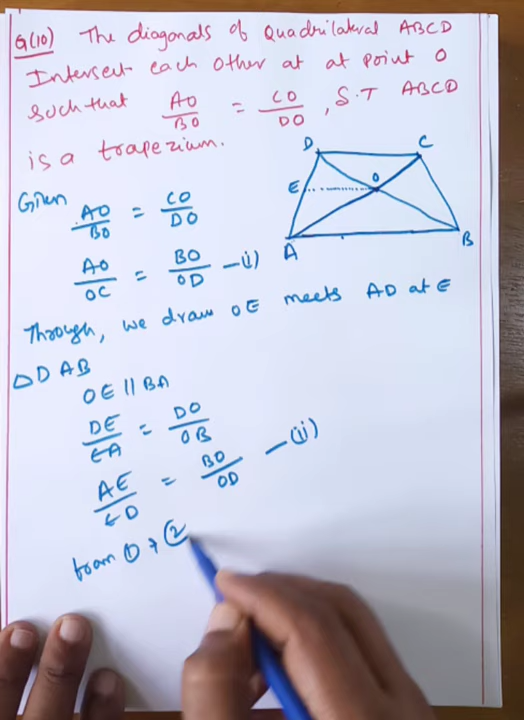 Q(10) The diagonals of Quadrilateral ABCD
Intersect each other at at point O
such that AO/BO = CO/DO, S.T ABCD
is a trapezium.
D C
E O
A B
Given AO/BO = CO/DO
AO/OC = BO/OD —(i)
Through, we draw OE meets AD at E
△DAB
OE || BA
DE/EA = DO/OB
AE/ED = BO/OD —(ii)
from ① & ②